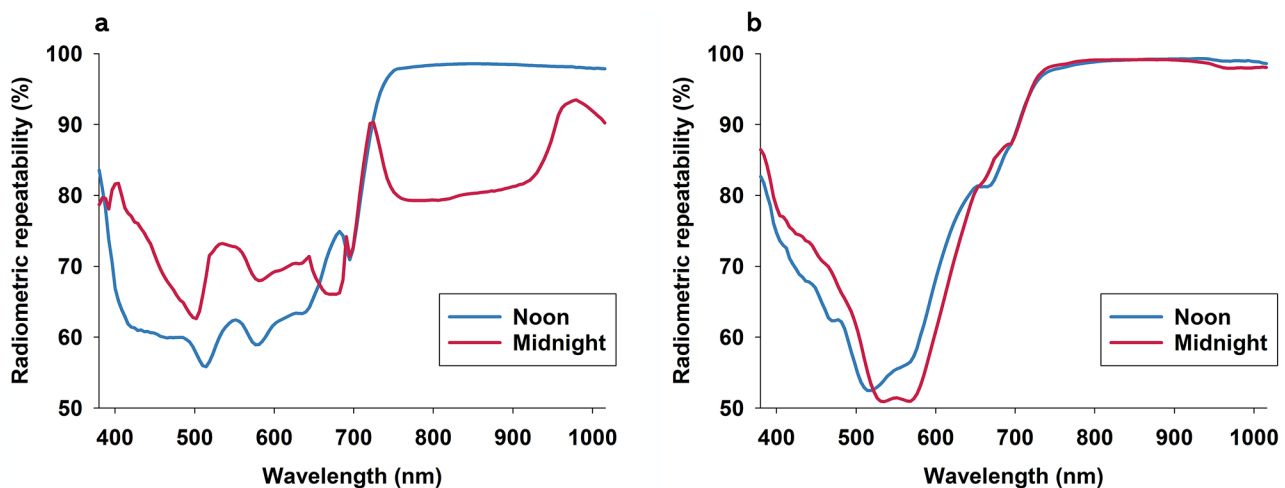 a
Radiometric repeatability (%)
100
90
80
70
60
50
400 500 600 700 800 900 1000
Wavelength (nm)
Noon
Midnight
b
Radiometric repeatability (%)
100
90
80
70
60
50
400 500 600 700 800 900 1000
Wavelength (nm)
Noon
Midnight